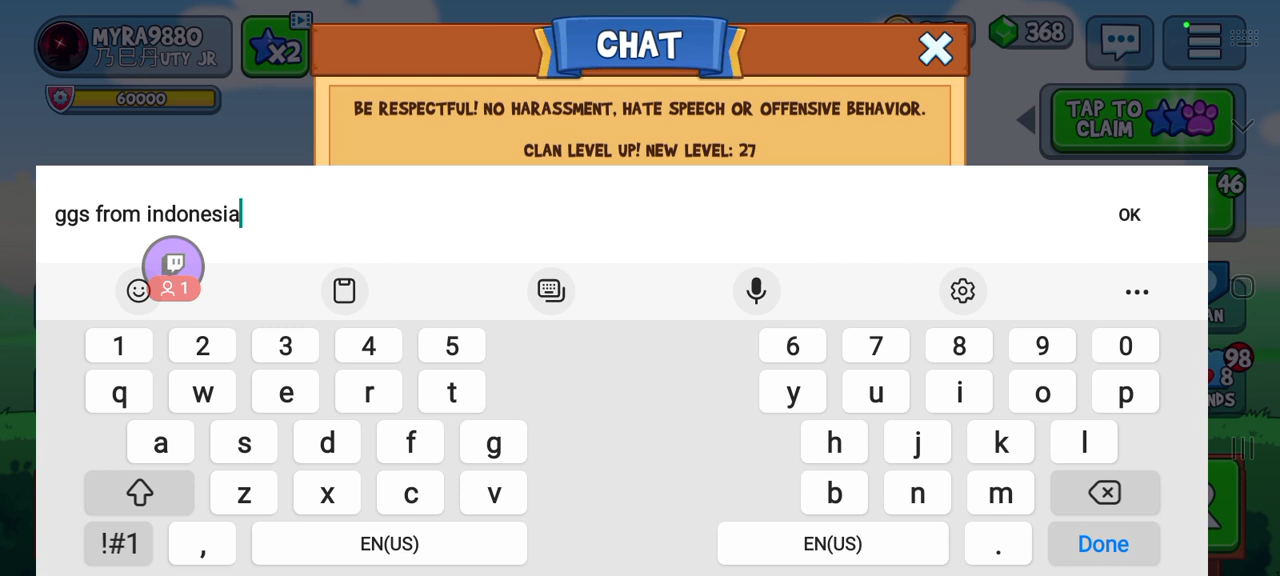 MYRA9880
乃巳丹UTY JR
60000
X2
CHAT
368
BE RESPECTFUL! NO HARASSMENT, HATE SPEECH OR OFFENSIVE BEHAVIOR.
CLAN LEVEL UP! NEW LEVEL: 27
TAP TO
CLAIM
46
ggs from indonesia
OK
1
1 2 3 4 5 6 7 8 9 0
q w e r t y u i o p
a s d f g h j k l
z x c v b n m
!#1 , EN(US) EN(US) . Done
98
8